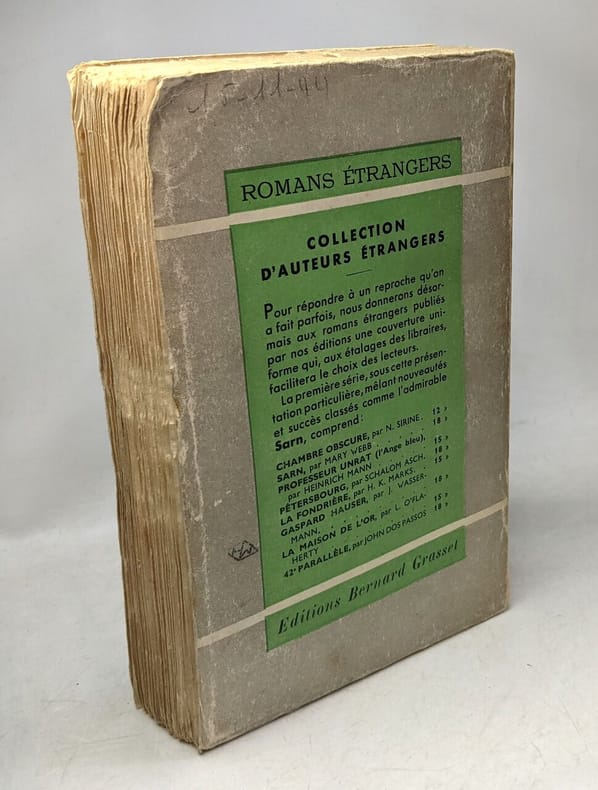 15-11-44
ROMANS ÉTRANGERS
COLLECTION
D'AUTEURS ÉTRANGERS
Pour répondre à un reproche qu'on
a fait parfois, nous donnerons désor-
mais aux romans étrangers publiés
par nos éditions une couverture uni-
forme qui, aux étalages des libraires,
facilitera le choix des lecteurs.
La première série, sous cette présen-
tation particulière, mêlant nouveautés
et succès classés comme l'admirable
Sarn, comprend :
CHAMBRE OBSCURE, par N. SIRINE. 12 »
SARN, par MARY WEBB . . . . . 18 »
PROFESSEUR UNRAT (l'Ange bleu),
par HEINRICH MANN . . . . 15 »
PÉTERSBOURG, par SCHALOM ASCH. 18 »
LA FONDRIÈRE, par H. K. MARKS. . 15 »
GASPARD HAUSER, par J. WASSER-
MANN. . . . . . . . 18 »
LA MAISON DE L'OR, par L. O'FLA-
HERTY . . . . . . . 15 »
42e PARALLÈLE, par JOHN DOS PASSOS 18 »
Editions Bernard Grasset